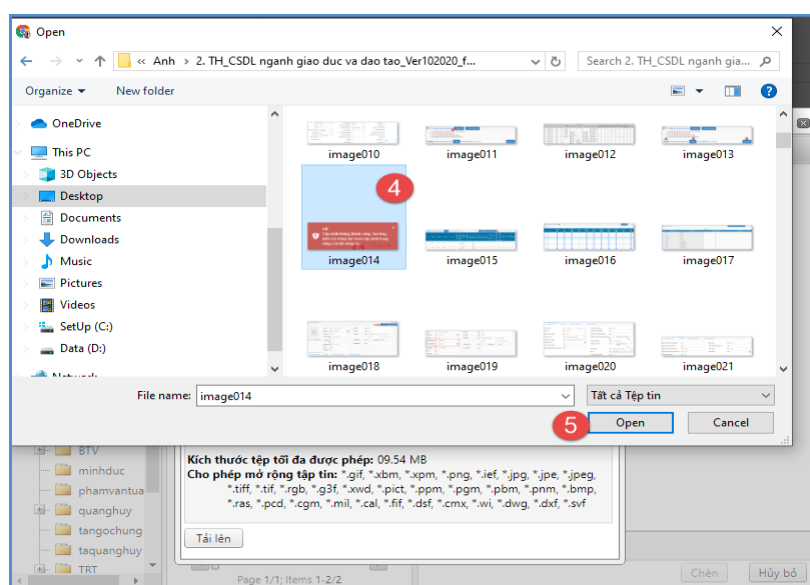 Open
« Anh > 2. TH_CSDL nganh giao duc va dao tao_Ver102020_f...
Search 2. TH_CSDL nganh gia...
Organize
New folder
OneDrive
This PC
3D Objects
Desktop
Documents
Downloads
Music
Pictures
Videos
SetUp (C:)
Data (D:)
Network
image010
image011
image012
image013
4
image014
image015
image016
image017
image018
image019
image020
image021
File name: image014
Tất cả Tệp tin
5
Open
Cancel
BTV
minhduc
phamvantua
quanghuy
tangochung
taquanghuy
TRT
Kích thước tệp tối đa được phép: 09.54 MB
Cho phép mở rộng tập tin: *.gif, *.xbm, *.xpm, *.png, *.ief, *.jpg, *.jpe, *.jpeg,
*.tiff, *.tif, *.rgb, *.g3f, *.xwd, *.pict, *.ppm, *.pgm, *.pbm, *.pnm, *.bmp,
*.ras, *.pcd, *.cgm, *.mil, *.cal, *.fif, *.dsf, *.cmx, *.wi, *.dwg, *.dxf, *.svf
Tải lên
Page 1/1; Items 1-2/2
Chèn
Hủy bỏ